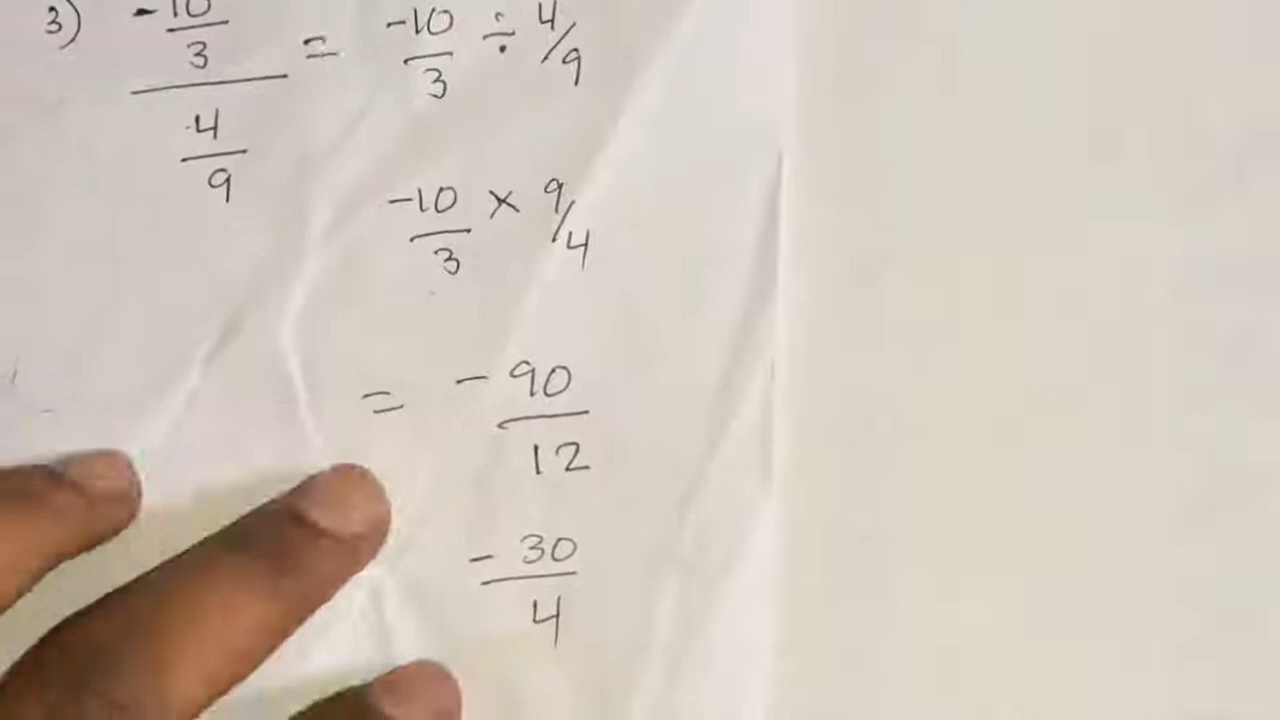 3) -10/3 / 4/9 = -10/3 ÷ 4/9
-10/3 × 9/4
= -90/12
-30/4